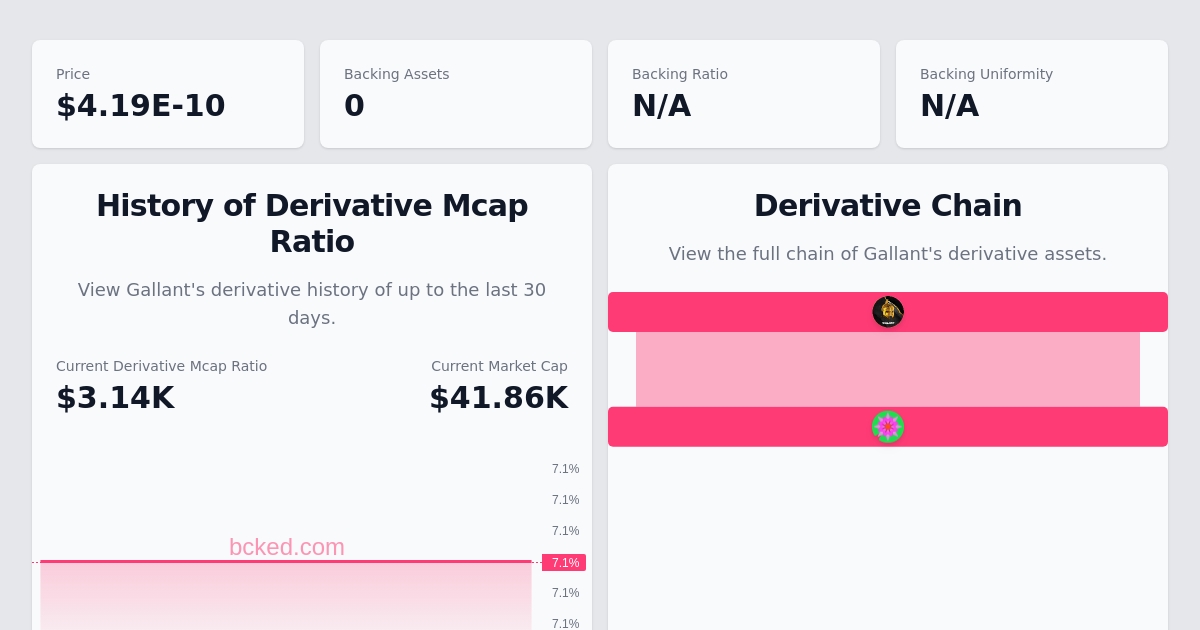 Price
$4.19E-10
Backing Assets
0
Backing Ratio
N/A
Backing Uniformity
N/A
History of Derivative Mcap
Ratio
View Gallant's derivative history of up to the last 30
days.
Current Derivative Mcap Ratio
$3.14K
Current Market Cap
$41.86K
7.1%
7.1%
7.1%
bcked.com
7.1%
7.1%
7.1%
Derivative Chain
View the full chain of Gallant's derivative assets.